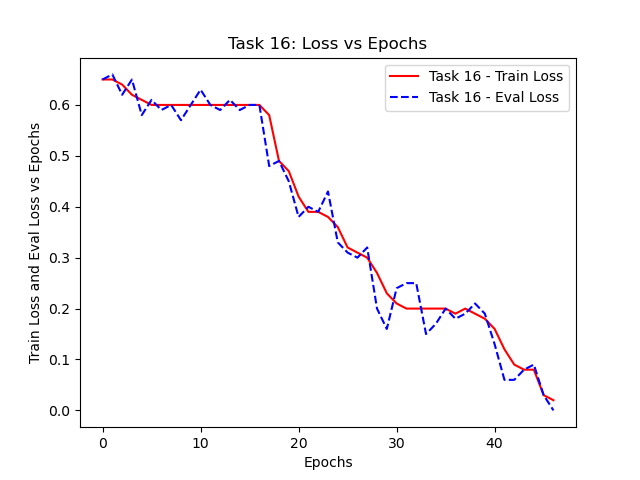 Task 16: Loss vs Epochs
Task 16 - Train Loss
Task 16 - Eval Loss
Train Loss and Eval Loss vs Epochs
0.6
0.5
0.4
0.3
0.2
0.1
0.0
0 10 20 30 40
Epochs